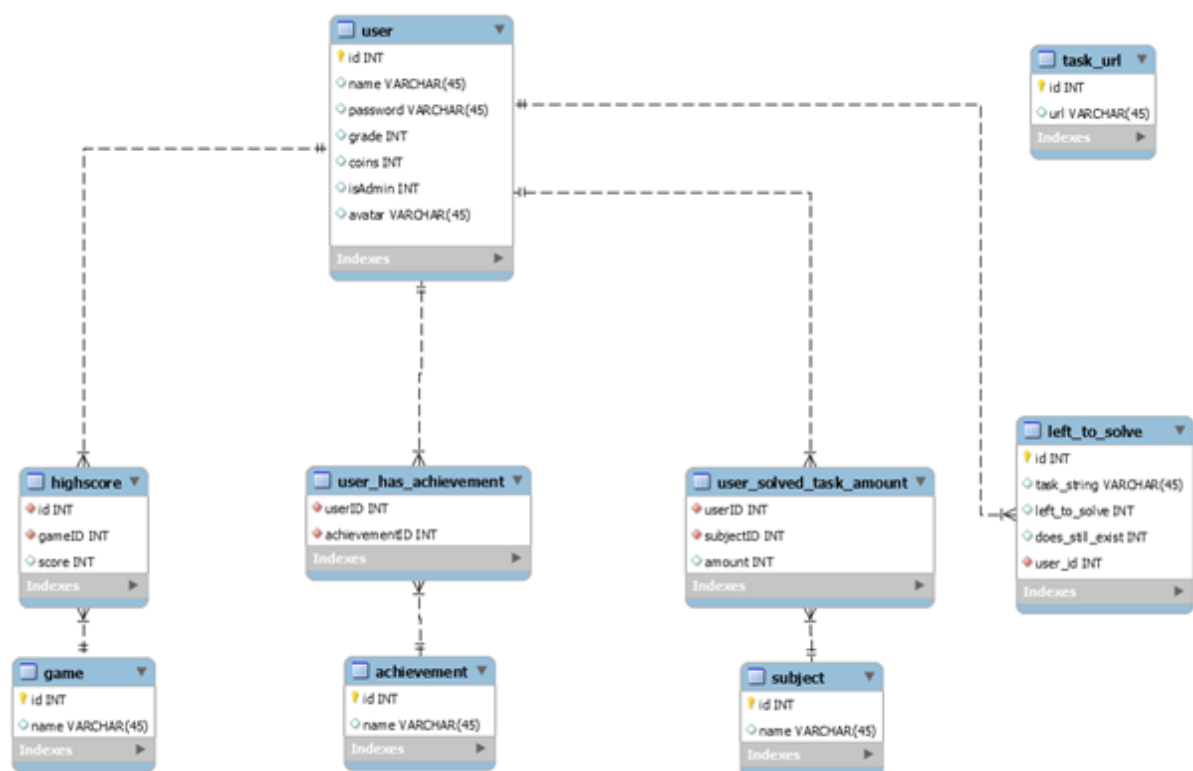 user
id INT
name VARCHAR(45)
password VARCHAR(45)
grade INT
coins INT
isAdmin INT
avatar VARCHAR(45)
Indexes
task_url
id INT
url VARCHAR(45)
Indexes
highscore
id INT
gameID INT
score INT
Indexes
user_has_achievement
userID INT
achievementID INT
Indexes
user_solved_task_amount
userID INT
subjectID INT
amount INT
Indexes
left_to_solve
id INT
task_string VARCHAR(45)
left_to_solve INT
does_still_exist INT
user_id INT
Indexes
game
id INT
name VARCHAR(45)
Indexes
achievement
id INT
name VARCHAR(45)
Indexes
subject
id INT
name VARCHAR(45)
Indexes